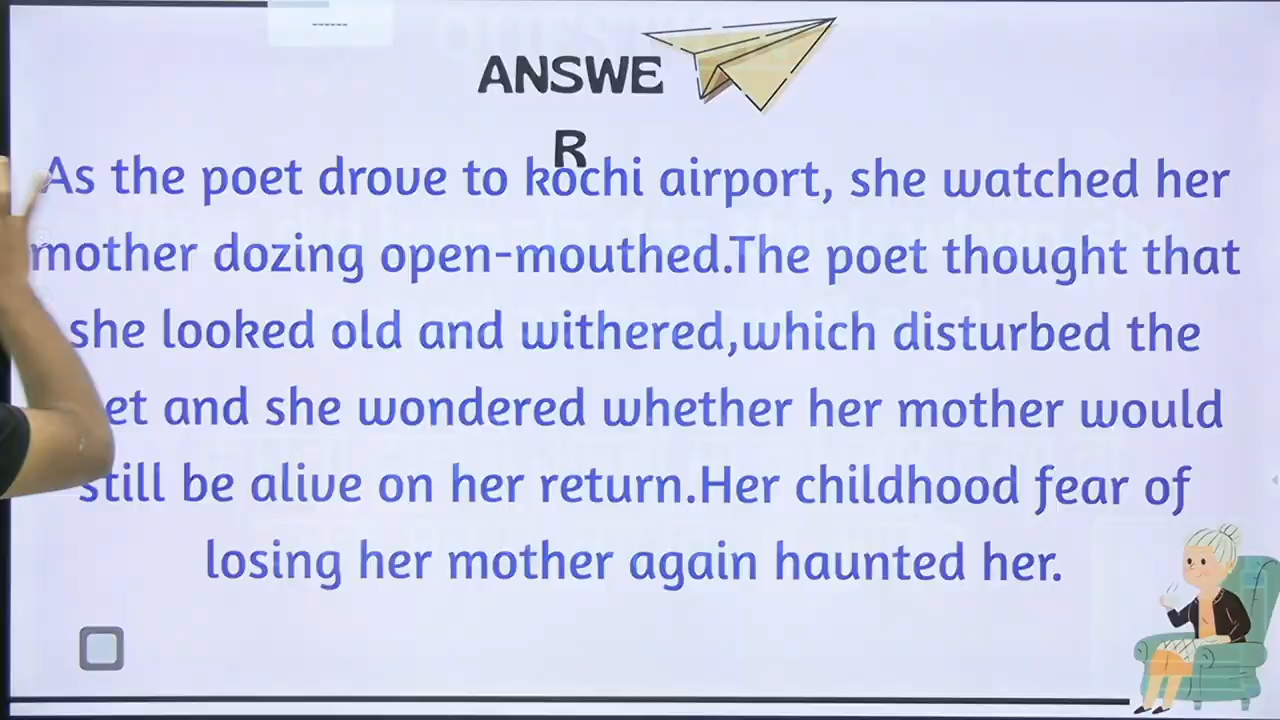 ------
ANSWE
R
As the poet drove to kochi airport, she watched her
mother dozing open-mouthed.The poet thought that
she looked old and withered,which disturbed the
et and she wondered whether her mother would
still be alive on her return.Her childhood fear of
losing her mother again haunted her.